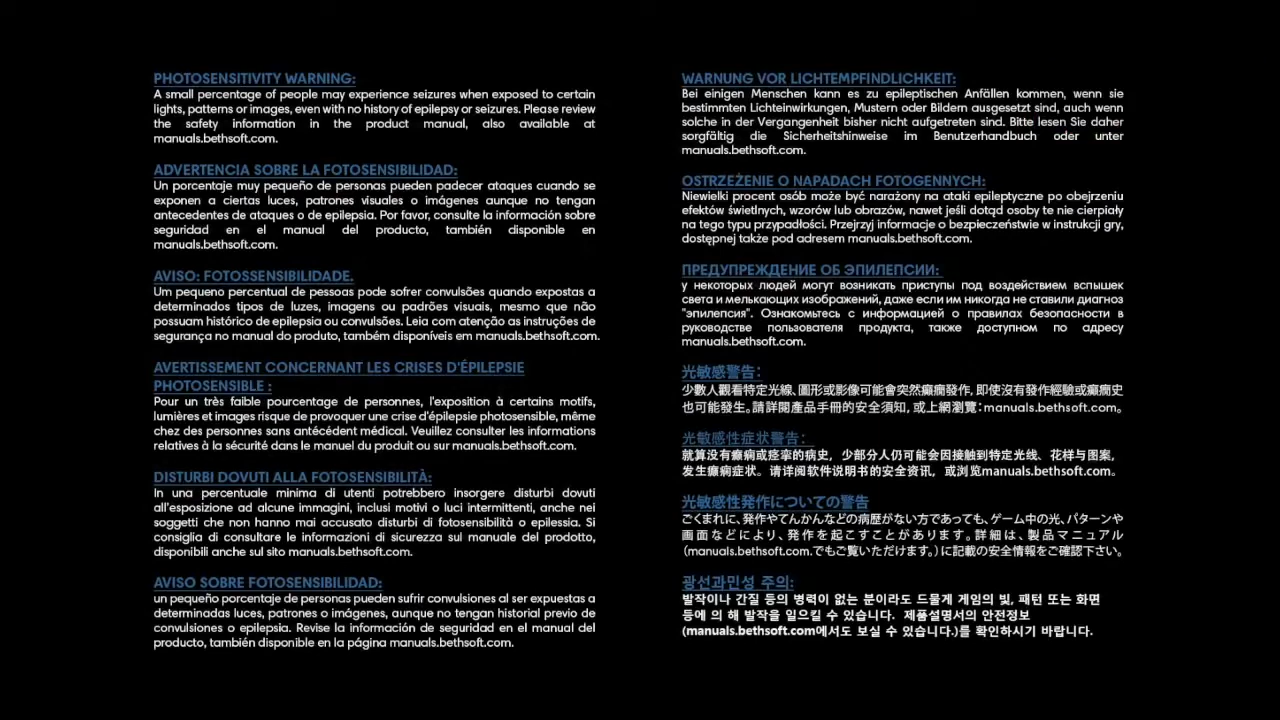 PHOTOSENSITIVITY WARNING:
A small percentage of people may experience seizures when exposed to certain
lights, patterns or images, even with no history of epilepsy or seizures. Please review
the safety information in the product manual, also available at
manuals.bethsoft.com.
ADVERTENCIA SOBRE LA FOTOSENSIBILIDAD:
Un porcentaje muy pequeño de personas pueden padecer ataques cuando se
exponen a ciertas luces, patrones visuales o imágenes aunque no tengan
antecedentes de ataques o de epilepsia. Por favor, consulte la información sobre
seguridad en el manual del producto, también disponible en
manuals.bethsoft.com.
AVISO: FOTOSSENSIBILIDADE.
Um pequeno percentual de pessoas pode sofrer convulsões quando expostas a
determinados tipos de luzes, imagens ou padrões visuais, mesmo que não
possuam histórico de epilepsia ou convulsões. Leia com atenção as instruções de
segurança no manual do produto, também disponíveis em manuals.bethsoft.com.
AVERTISSEMENT CONCERNANT LES CRISES D'ÉPILEPSIE
PHOTOSENSIBLE :
Pour un très faible pourcentage de personnes, l'exposition à certains motifs,
lumières et images risque de provoquer une crise d'épilepsie photosensible, même
chez des personnes sans antécédent médical. Veuillez consulter les informations
relatives à la sécurité dans le manuel du produit ou sur manuals.bethsoft.com.
DISTURBI DOVUTI ALLA FOTOSENSIBILITÀ:
In una percentuale minima di utenti potrebbero insorgere disturbi dovuti
all'esposizione ad alcune immagini, inclusi motivi o luci intermittenti, anche nei
soggetti che non hanno mai accusato disturbi di fotosensibilità o epilessia. Si
consiglia di consultare le informazioni di sicurezza sul manuale del prodotto,
disponibili anche sul sito manuals.bethsoft.com.
AVISO SOBRE FOTOSENSIBILIDAD:
un pequeño porcentaje de personas pueden sufrir convulsiones al ser expuestas a
determinadas luces, patrones o imágenes, aunque no tengan historial previo de
convulsiones o epilepsia. Revise la información de seguridad en el manual del
producto, también disponible en la página manuals.bethsoft.com.
WARNUNG VOR LICHTEMPFINDLICHKEIT:
Bei einigen Menschen kann es zu epileptischen Anfällen kommen, wenn sie
bestimmten Lichteinwirkungen, Mustern oder Bildern ausgesetzt sind, auch wenn
solche in der Vergangenheit bisher nicht aufgetreten sind. Bitte lesen Sie daher
sorgfältig die Sicherheitshinweise im Benutzerhandbuch oder unter
manuals.bethsoft.com.
OSTRZEŻENIE O NAPADACH FOTOGENNYCH:
Niewielki procent osób może być narażony na ataki epileptyczne po obejrzeniu
efektów świetlnych, wzorów lub obrazów, nawet jeśli dotąd osoby te nie cierpiały
na tego typu przypadłości. Przejrzyj informacje o bezpieczeństwie w instrukcji gry,
dostępnej także pod adresem manuals.bethsoft.com.
ПРЕДУПРЕЖДЕНИЕ ОБ ЭПИЛЕПСИИ:
у некоторых людей могут возникать приступы под воздействием вспышек
света и мелькающих изображений, даже если им никогда не ставили диагноз
"эпилепсия". Ознакомьтесь с информацией о правилах безопасности в
руководстве пользователя продукта, также доступном по адресу
manuals.bethsoft.com.
光敏感警告：
少數人觀看特定光線、圖形或影像可能會突然癲癇發作，即使沒有發作經驗或癲癇史
也可能發生。請詳閱產品手冊的安全須知，或上網瀏覽：manuals.bethsoft.com。
光敏感性症状警告：
就算没有癫痫或痉挛的病史，少部分人仍可能会因接触到特定光线、花样与图案，
发生癫痫症状。请详阅软件说明书的安全资讯，或浏览manuals.bethsoft.com。
光敏感性発作についての警告
ごくまれに、発作やてんかんなどの病歴がない方であっても、ゲーム中の光、パターンや
画面などにより、発作を起こすことがあります。詳細は、製品マニュアル
（manuals.bethsoft.com.でもご覧いただけます。）に記載の安全情報をご確認下さい。
광선과민성 주의:
발작이나 간질 등의 병력이 없는 분이라도 드물게 게임의 빛, 패턴 또는 화면
등에 의 해 발작을 일으킬 수 있습니다. 제품설명서의 안전정보
(manuals.bethsoft.com에서도 보실 수 있습니다.)를 확인하시기 바랍니다.